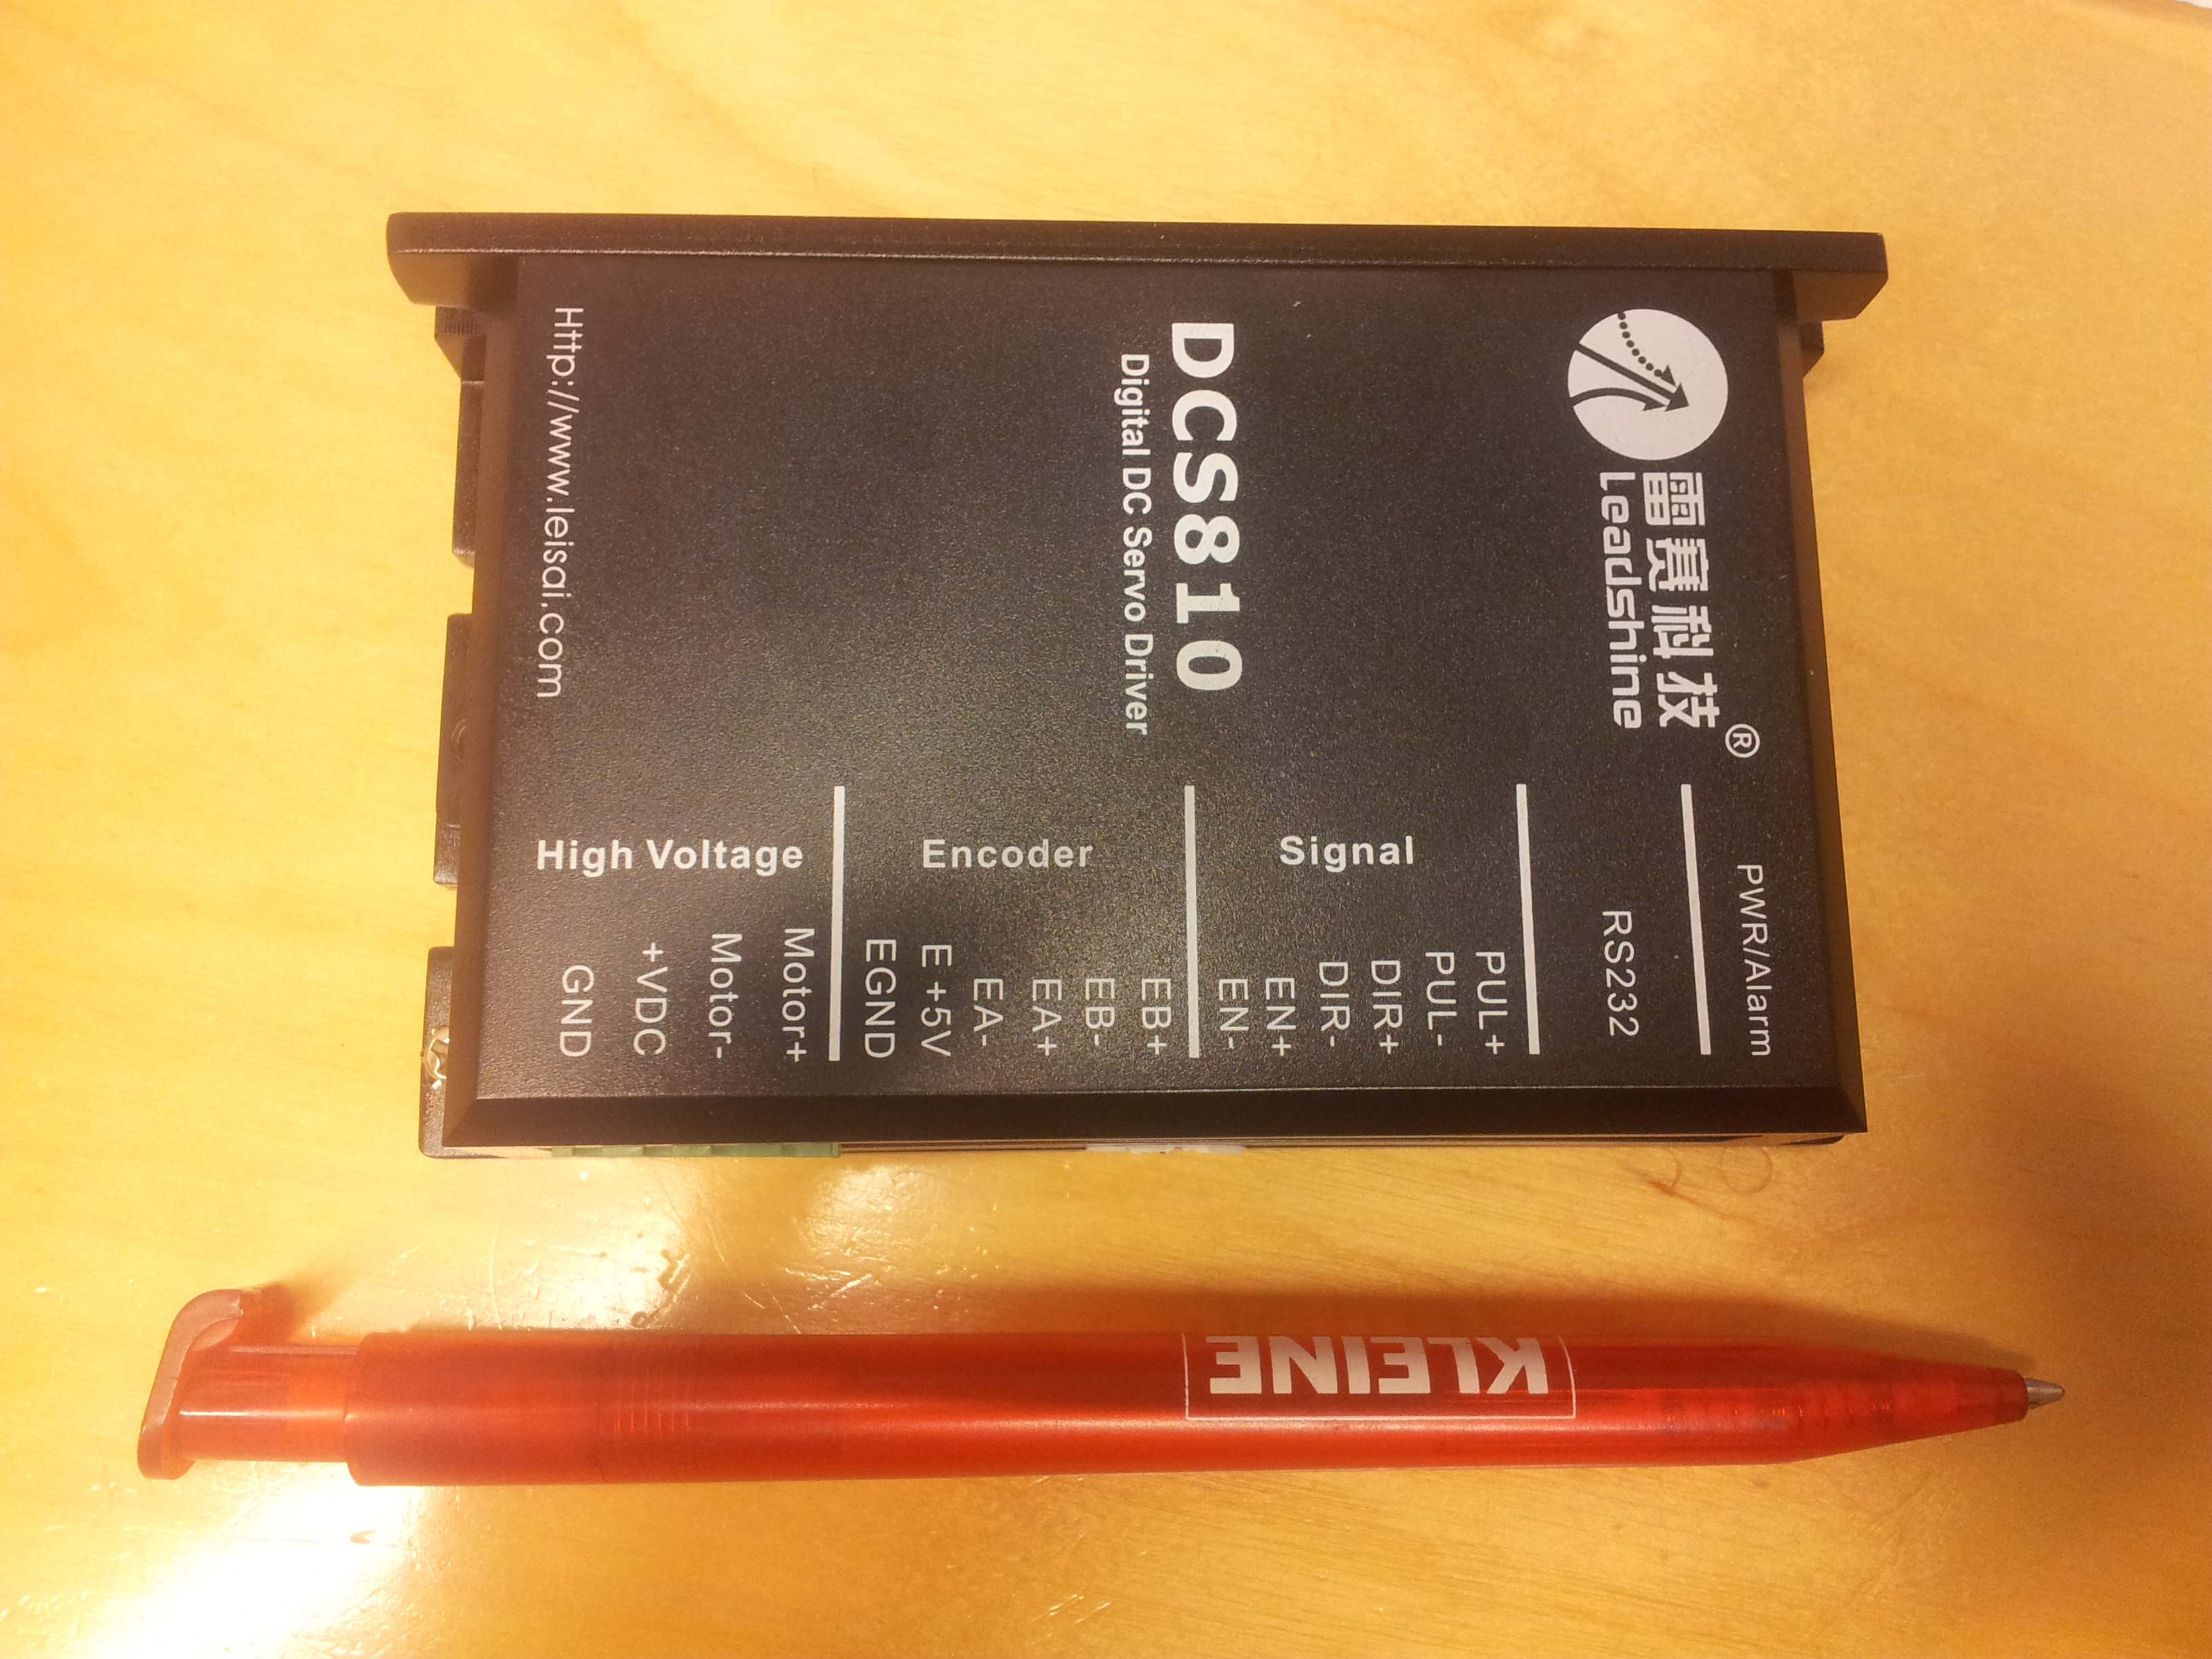 雷赛科技®
Leadshine
DCS810
Digital DC Servo Driver
Http://www.leisai.com
PWR/Alarm
RS232
Signal
PUL+
PUL-
DIR+
DIR-
EN+
EN-
Encoder
EB+
EB-
EA+
EA-
E+5V
EGND
High Voltage
Motor+
Motor-
+VDC
GND
KLEINE